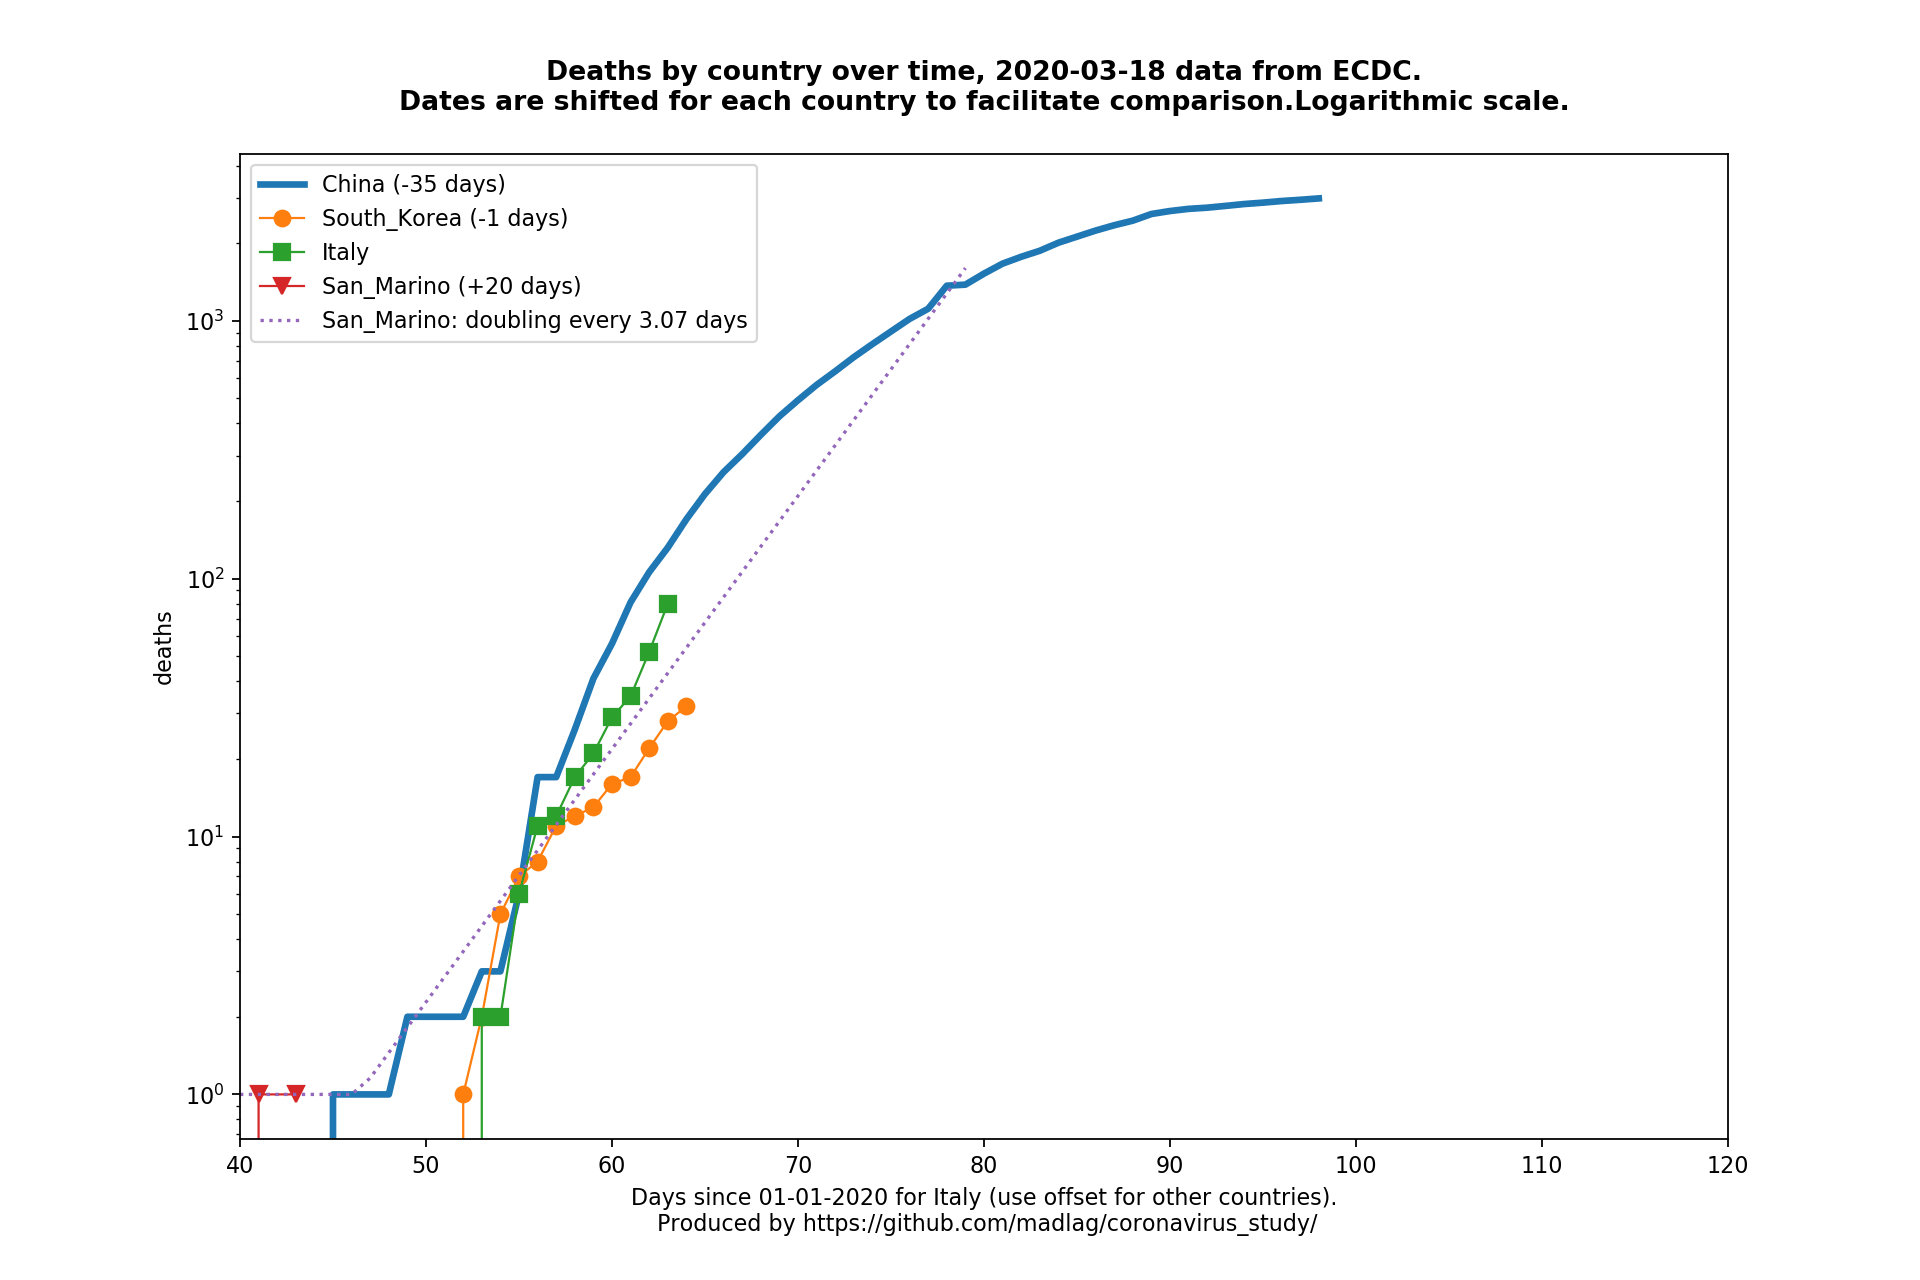 Deaths by country over time, 2020-03-18 data from ECDC.
Dates are shifted for each country to facilitate comparison.Logarithmic scale.
China (-35 days)
South_Korea (-1 days)
Italy
San_Marino (+20 days)
San_Marino: doubling every 3.07 days
10³
10²
10¹
10⁰
deaths
40 50 60 70 80 90 100 110 120
Days since 01-01-2020 for Italy (use offset for other countries).
Produced by https://github.com/madlag/coronavirus_study/